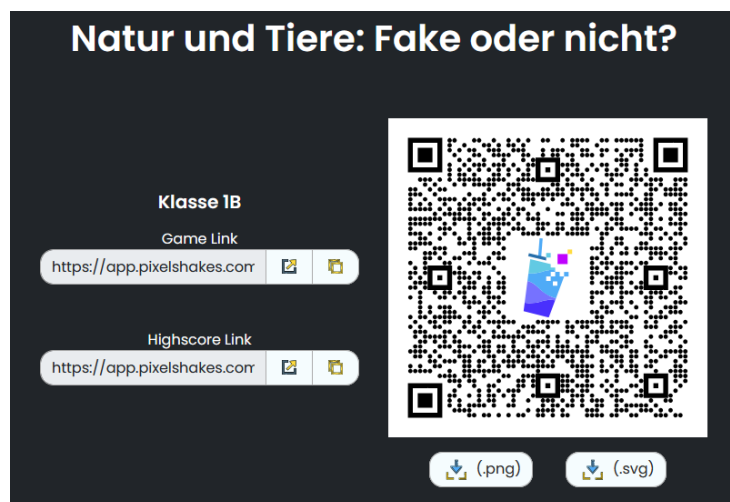 Natur und Tiere: Fake oder nicht?
Klasse 1B
Game Link
https://app.pixelshakes.com
Highscore Link
https://app.pixelshakes.com
(.png)
(.svg)